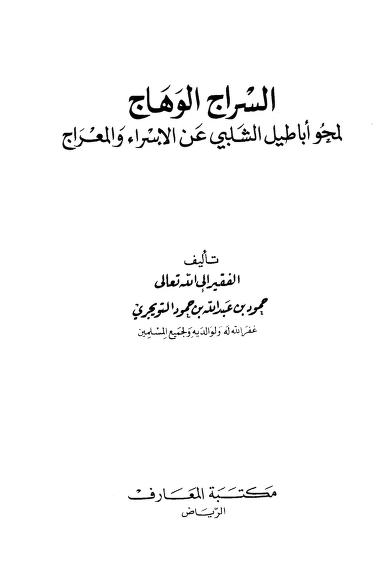 السراج الوهاج
لمحو أباطيل الشلبي عن الإسراء والمعراج
تأليف
الفقير إلى الله تعالى
حمود بن عبد الله بن حمود التويجري
غفر الله له ولوالديه ولجميع المسلمين
مكتبة المعارف
الرياض